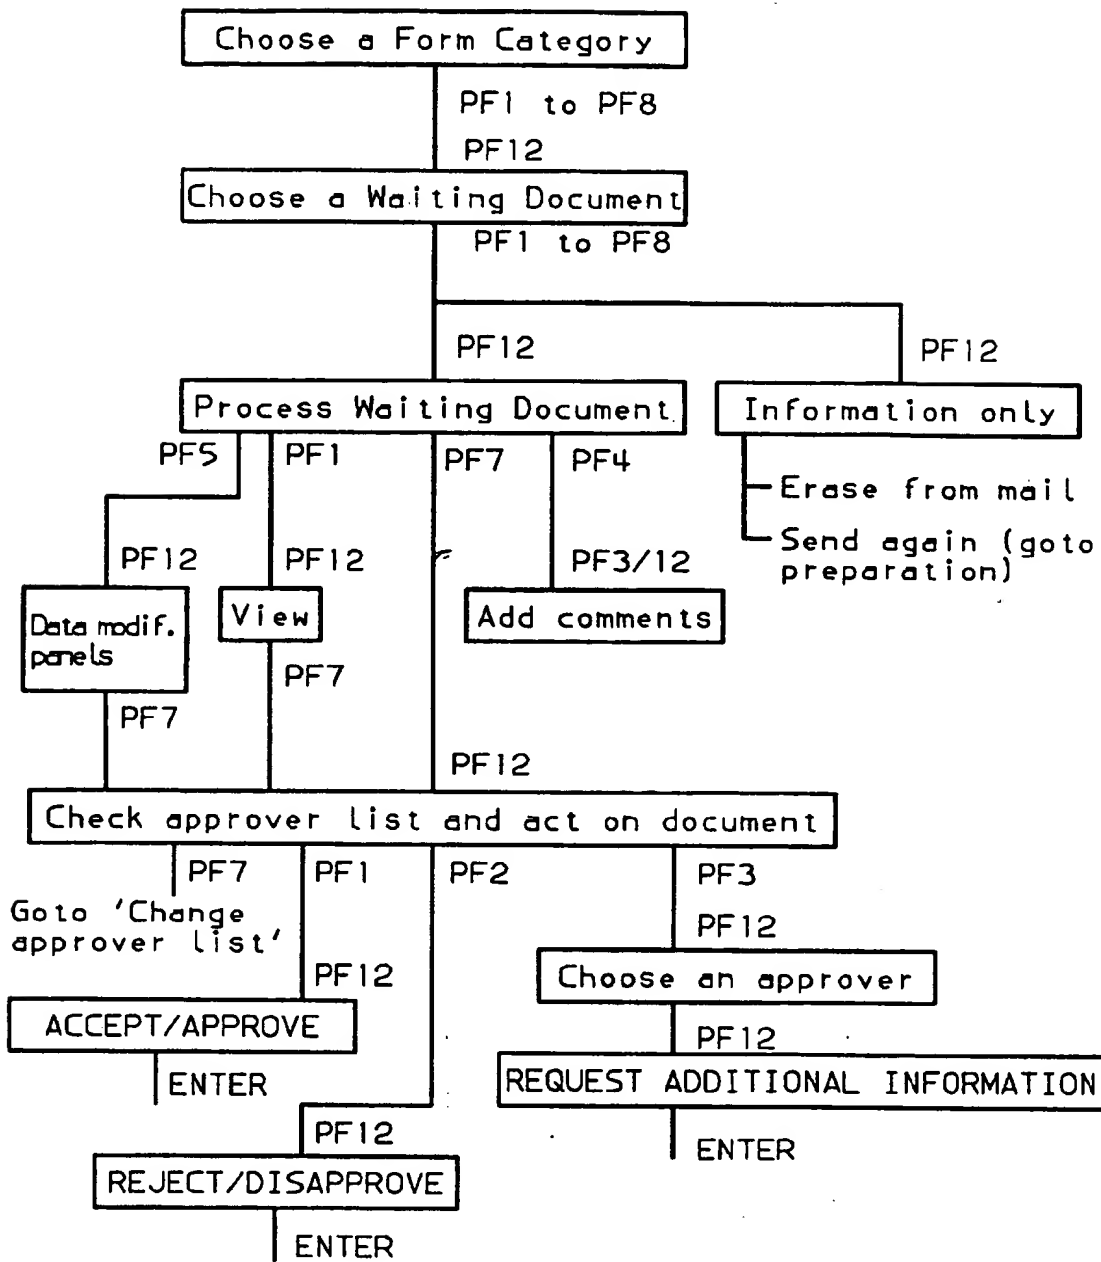 Choose a Form Category
PF1 to PF8
PF12
Choose a Waiting Document
PF1 to PF8
PF12
PF12
Process Waiting Document
Information only
PF5
PF1
PF7
PF4
Erase from mail
Send again (goto
preparation)
PF12
PF12
PF3/12
Data modif.
panels
View
Add comments
PF7
PF7
PF12
Check approver list and act on document
PF7
PF1
PF2
PF3
Goto 'Change
approver list'
PF12
PF12
Choose an approver
ACCEPT/APPROVE
PF12
ENTER
REQUEST ADDITIONAL INFORMATION
PF12
ENTER
REJECT/DISAPPROVE
ENTER